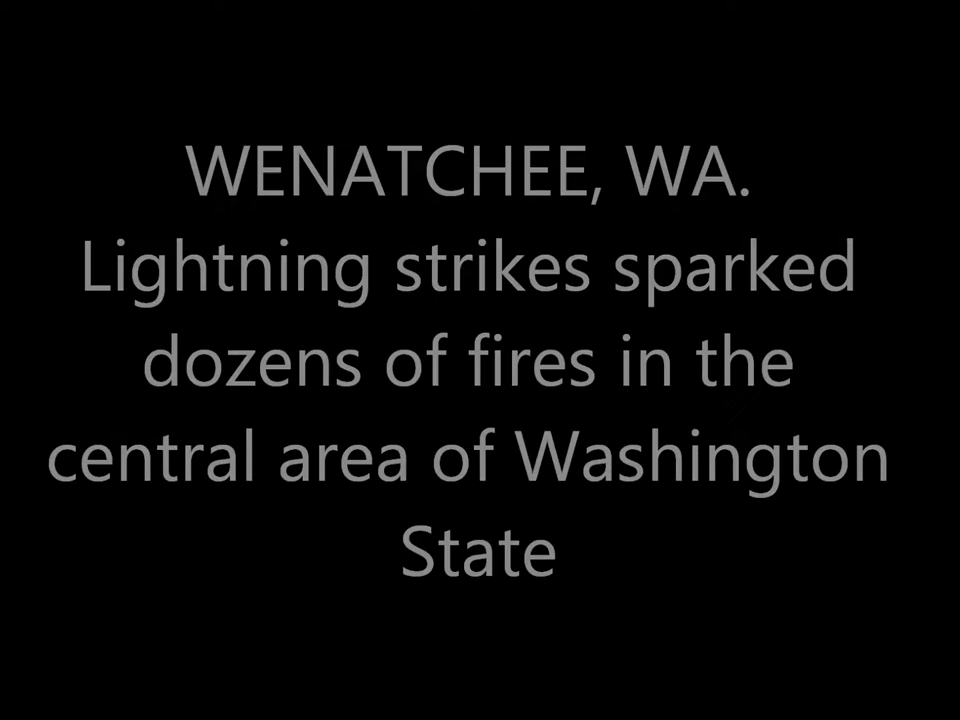 WENATCHEE, WA.
Lightning strikes sparked
dozens of fires in the
central area of Washington
State